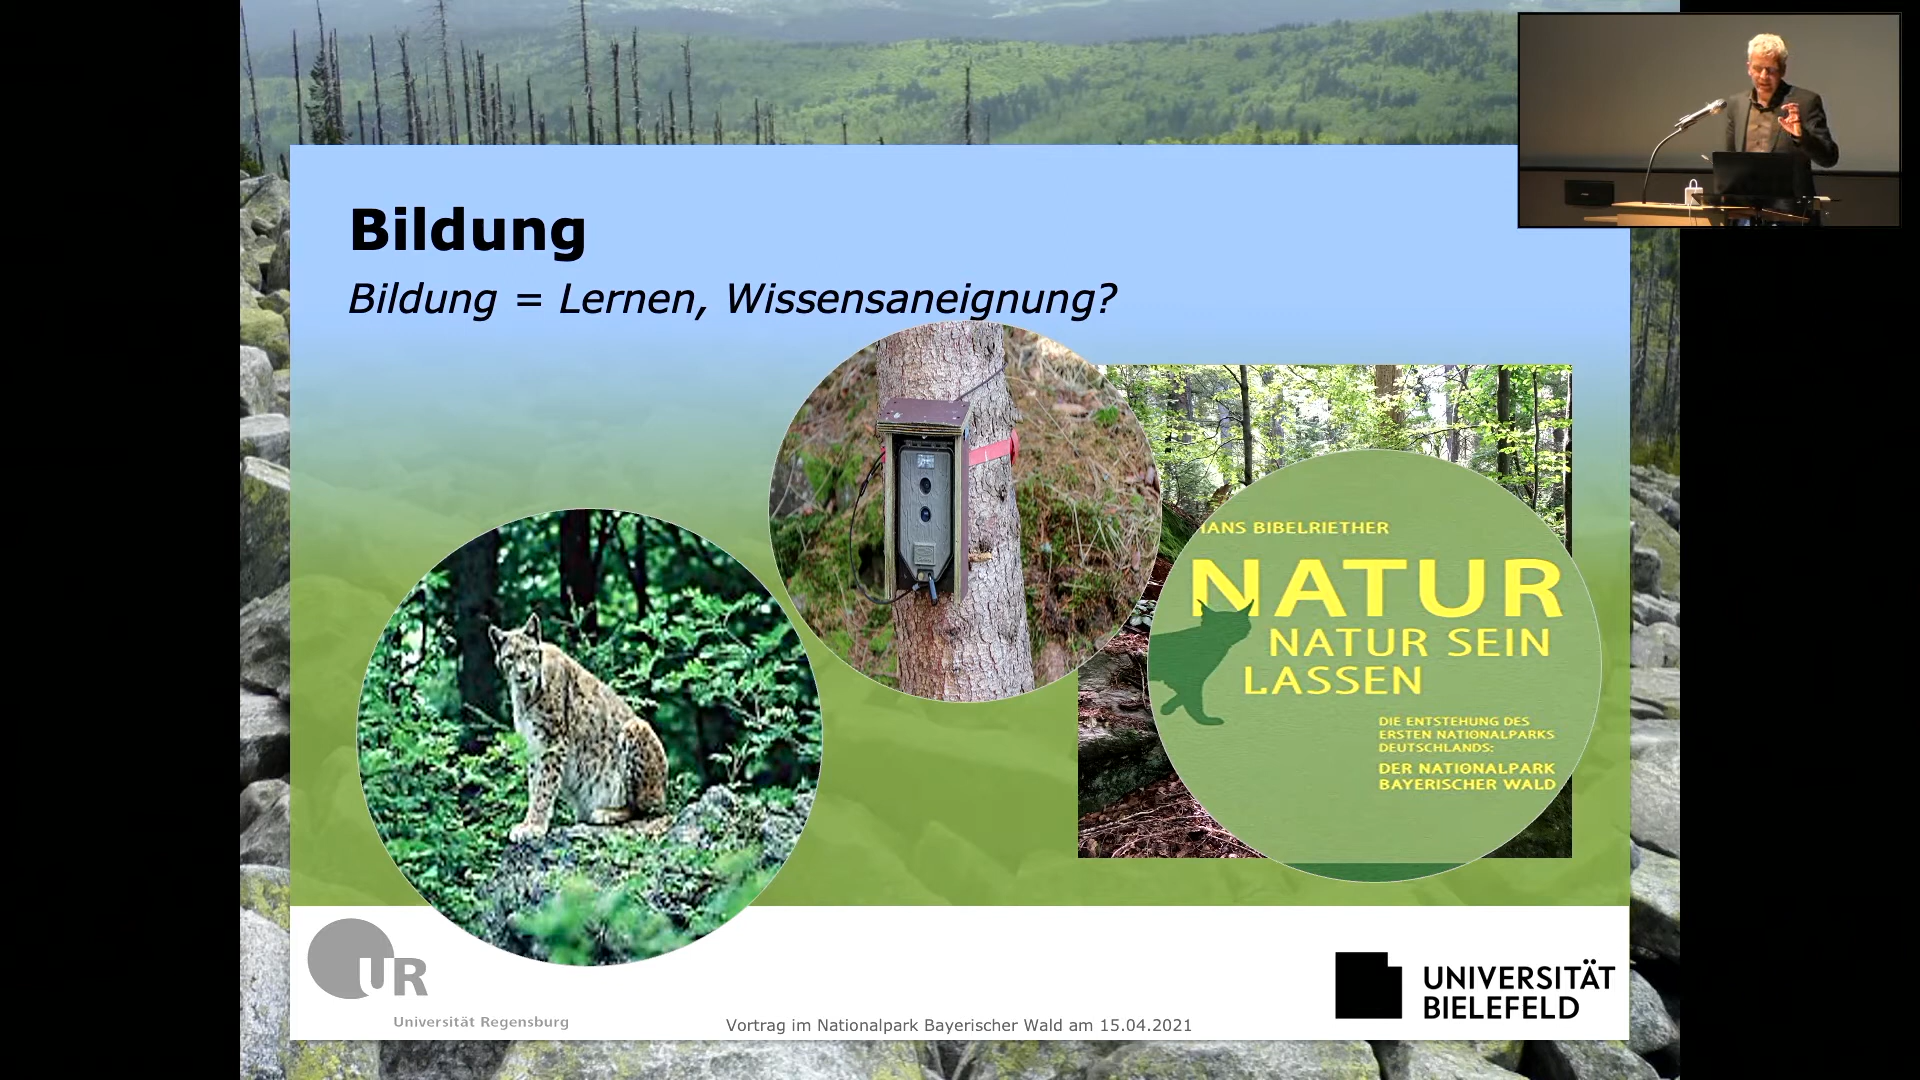 Bildung
Bildung = Lernen, Wissensaneignung?
HANS BIBELRIETHER
NATUR
NATUR SEIN
LASSEN
DIE ENTSTEHUNG DES
ERSTEN NATIONALPARKS
DEUTSCHLANDS:
DER NATIONALPARK
BAYERISCHER WALD
UR
Universität Regensburg
Vortrag im Nationalpark Bayerischer Wald am 15.04.2021
UNIVERSITÄT
BIELEFELD